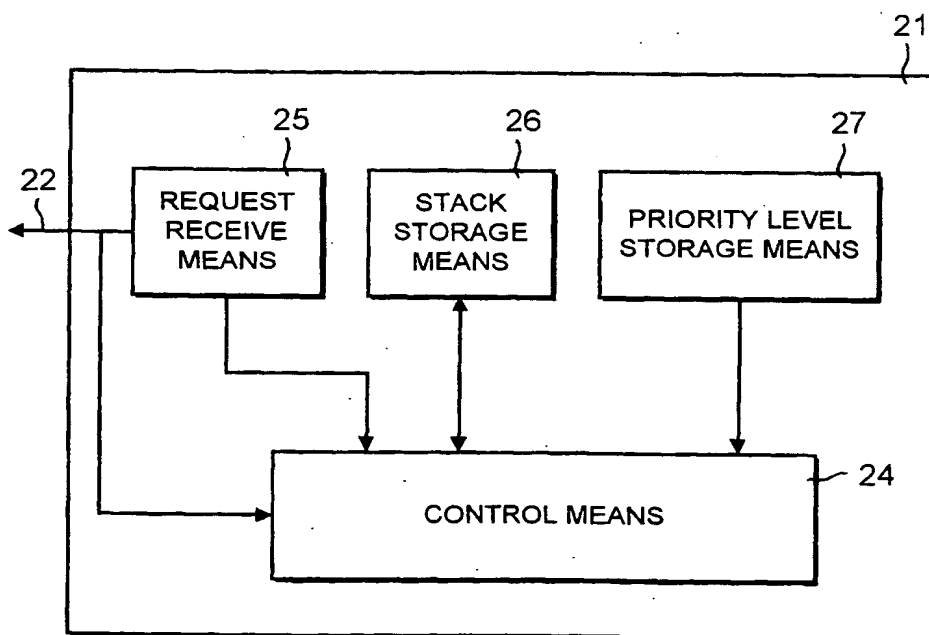 21
25
26
27
22
REQUEST
RECEIVE
MEANS
STACK
STORAGE
MEANS
PRIORITY LEVEL
STORAGE MEANS
24
CONTROL MEANS